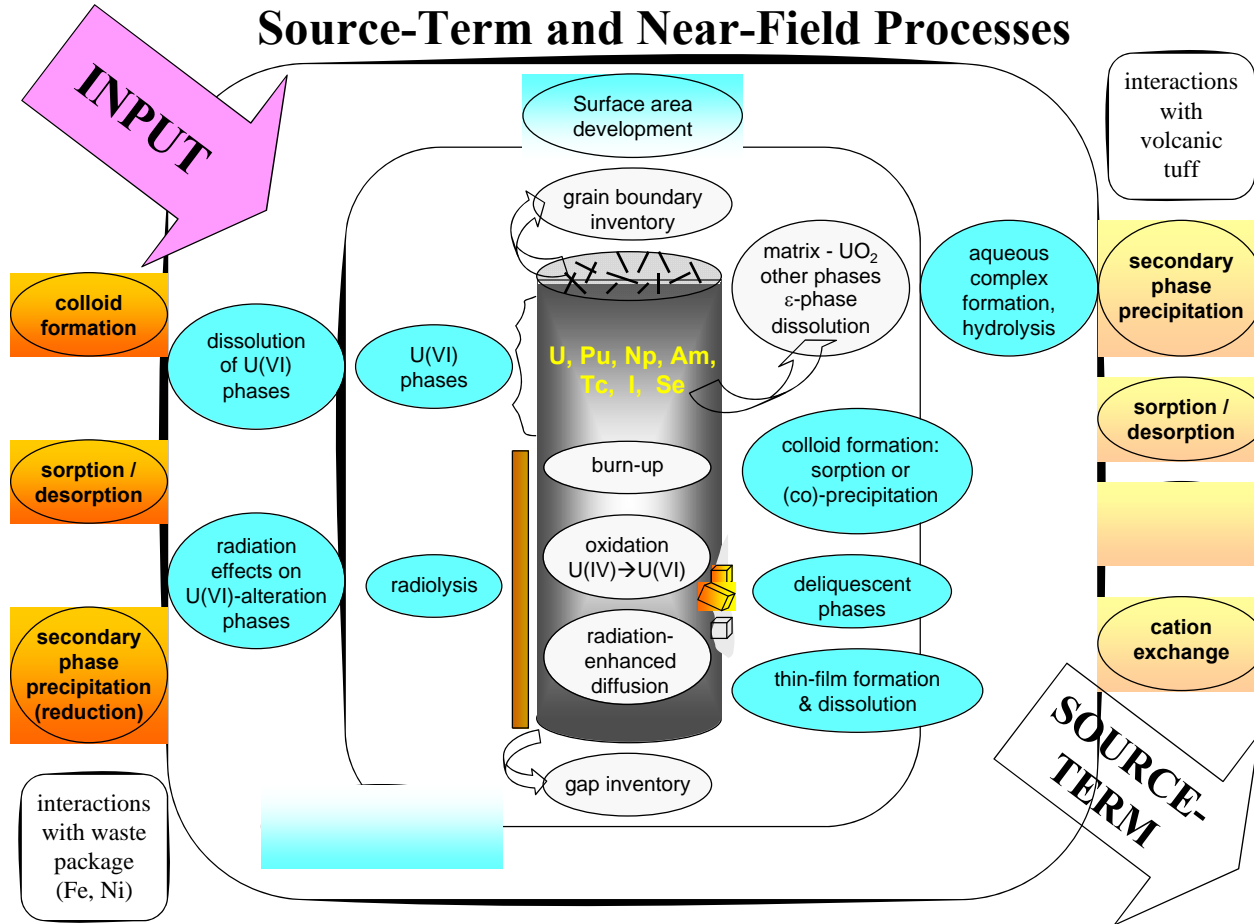 Source-Term and Near-Field Processes
INPUT
Surface area
development
interactions
with
volcanic
tuff
grain boundary
inventory
matrix - UO₂
other phases
ε-phase
dissolution
aqueous
complex
formation,
hydrolysis
secondary
phase
precipitation
colloid
formation
dissolution
of U(VI)
phases
U(VI)
phases
U, Pu, Np, Am,
Tc, I, Se
sorption /
desorption
burn-up
colloid formation:
sorption or
(co)-precipitation
sorption /
desorption
radiation
effects on
U(VI)-alteration
phases
radiolysis
oxidation
U(IV)→U(VI)
deliquescent
phases
secondary
phase
precipitation
(reduction)
radiation-
enhanced
diffusion
thin-film formation
& dissolution
cation
exchange
gap inventory
interactions
with waste
package
(Fe, Ni)
SOURCE-
TERM